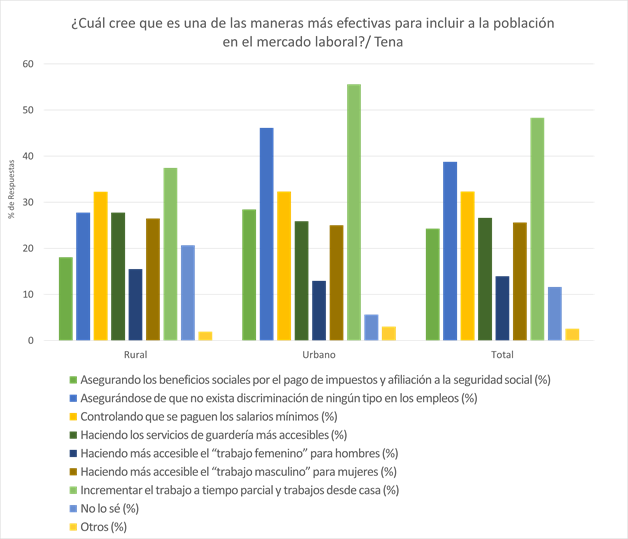 ¿Cuál cree que es una de las maneras más efectivas para incluir a la población
en el mercado laboral?/ Tena
60
50
40
30
20
10
0
% de Respuestas
Rural Urbano Total
Asegurando los beneficios sociales por el pago de impuestos y afiliación a la seguridad social (%)
Asegurándose de que no exista discriminación de ningún tipo en los empleos (%)
Controlando que se paguen los salarios mínimos (%)
Haciendo los servicios de guardería más accesibles (%)
Haciendo más accesible el “trabajo femenino” para hombres (%)
Haciendo más accesible el “trabajo masculino” para mujeres (%)
Incrementar el trabajo a tiempo parcial y trabajos desde casa (%)
No lo sé (%)
Otros (%)